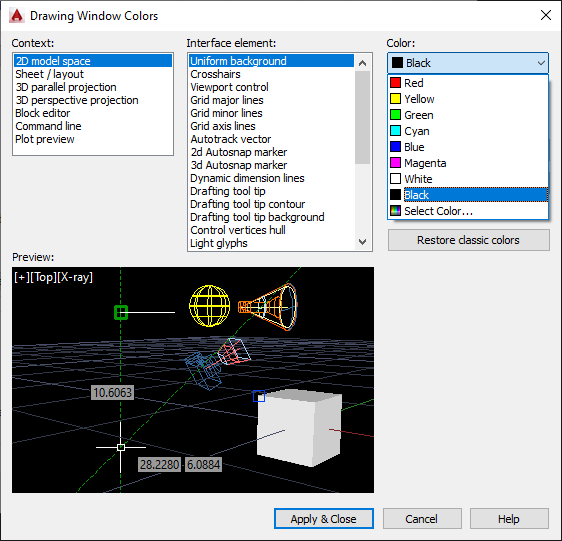 Drawing Window Colors
Context:
2D model space
Sheet / layout
3D parallel projection
3D perspective projection
Block editor
Command line
Plot preview
Interface element:
Uniform background
Crosshairs
Viewport control
Grid major lines
Grid minor lines
Grid axis lines
Autotrack vector
2d Autosnap marker
3d Autosnap marker
Dynamic dimension lines
Drafting tool tip
Drafting tool tip contour
Drafting tool tip background
Control vertices hull
Light glyphs
Color:
Black
Red
Yellow
Green
Cyan
Blue
Magenta
White
Black
Select Color...
Restore classic colors
Preview:
[+][Top][X-ray]
10.6063
28.2280 6.0884
Apply & Close
Cancel
Help